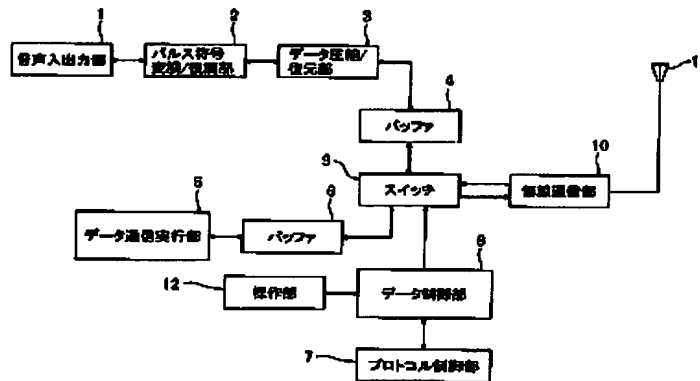 1
2
3
音声入出力部
パルス符号
変調/復調部
データ圧縮/
復元部
4
バッファ
1
9
10
スイッチ
無線通信部
5
6
データ通信実行部
バッファ
8
12
操作部
データ制御部
7
プロトコル制御部